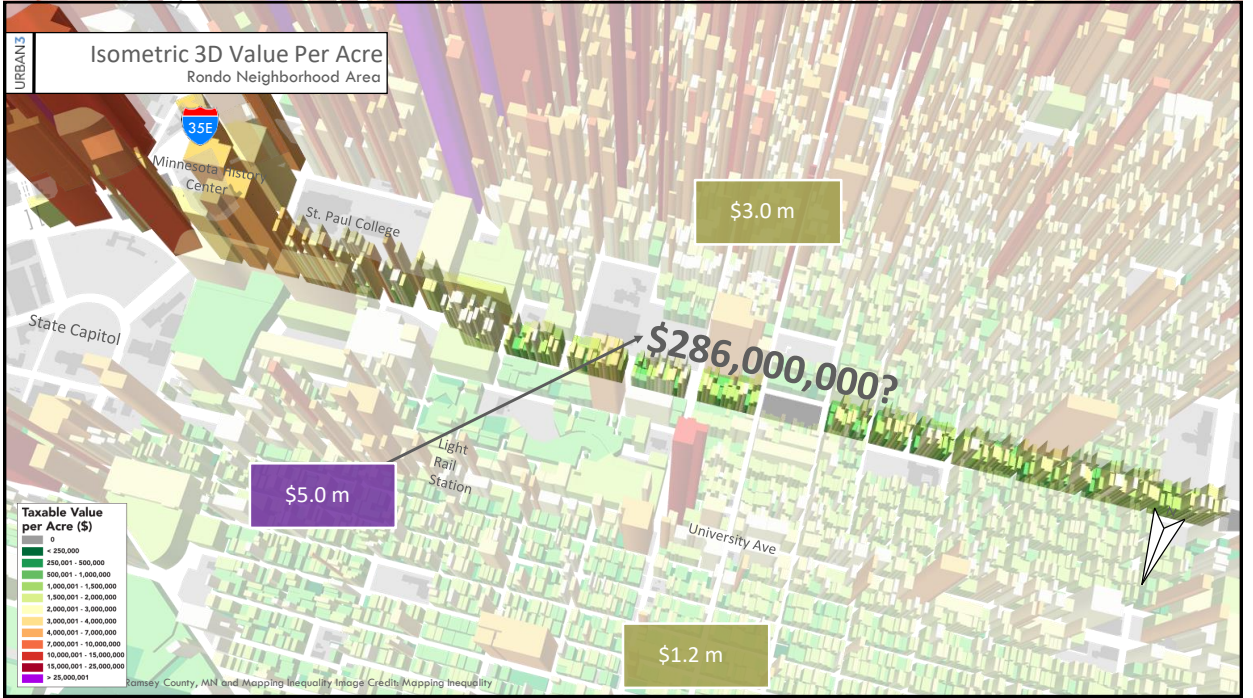 URBAN3
Isometric 3D Value Per Acre
Rondo Neighborhood Area
35E
Minnesota History
Center
St. Paul College
$3.0 m
State Capitol
$286,000,000?
Light
Rail
Station
$5.0 m
University Ave
$1.2 m
Taxable Value
per Acre ($)
0
< 250,000
250,001 - 500,000
500,001 - 1,000,000
1,000,001 - 1,500,000
1,500,001 - 2,000,000
2,000,001 - 3,000,000
3,000,001 - 4,000,000
4,000,001 - 7,000,000
7,000,001 - 10,000,000
10,000,001 - 15,000,000
15,000,001 - 25,000,000
> 25,000,001
Ramsey County, MN and Mapping Inequality Image Credit: Mapping Inequality